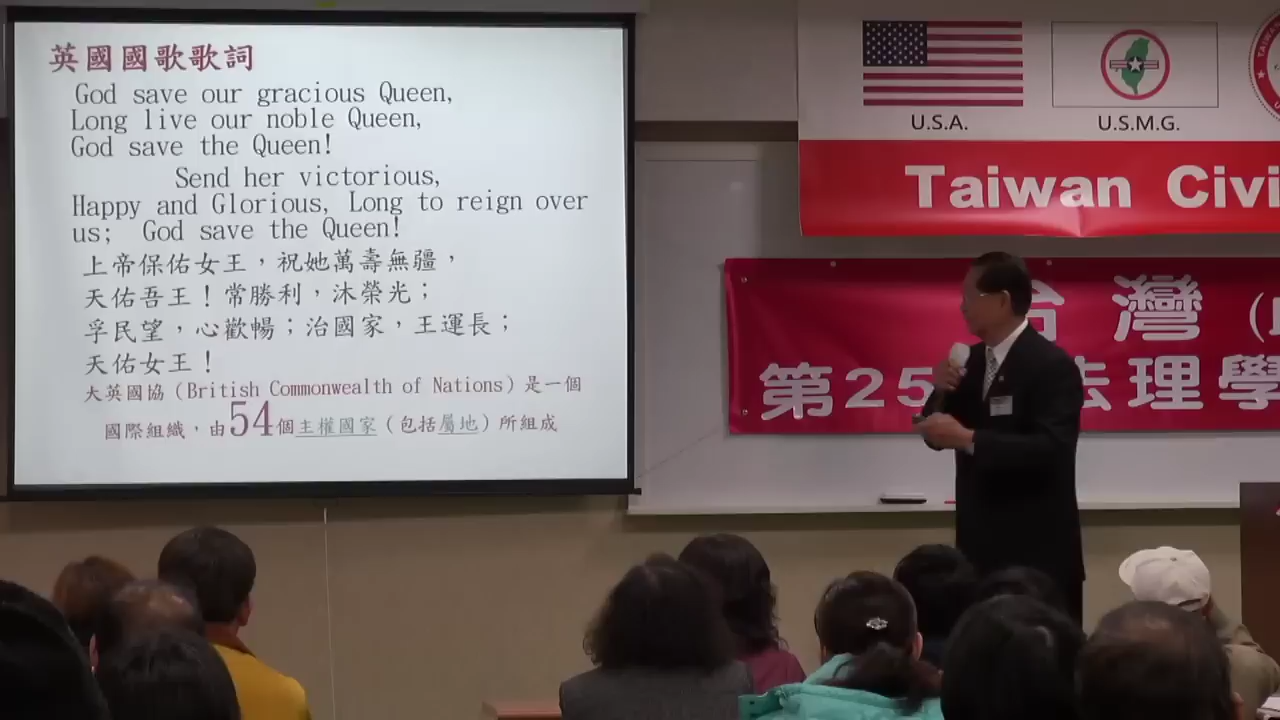 英國國歌歌詞
God save our gracious Queen,
Long live our noble Queen,
God save the Queen!
Send her victorious,
Happy and Glorious, Long to reign over
us; God save the Queen!
上帝保佑女王，祝她萬壽無疆，
天佑吾王！常勝利，沐榮光；
孚民望，心歡暢；治國家，王運長；
天佑女王！
大英國協（British Commonwealth of Nations）是一個
國際組織，由54個主權國家（包括屬地）所組成
U.S.A.
U.S.M.G.
Taiwan Civi
台灣
第25 法理學